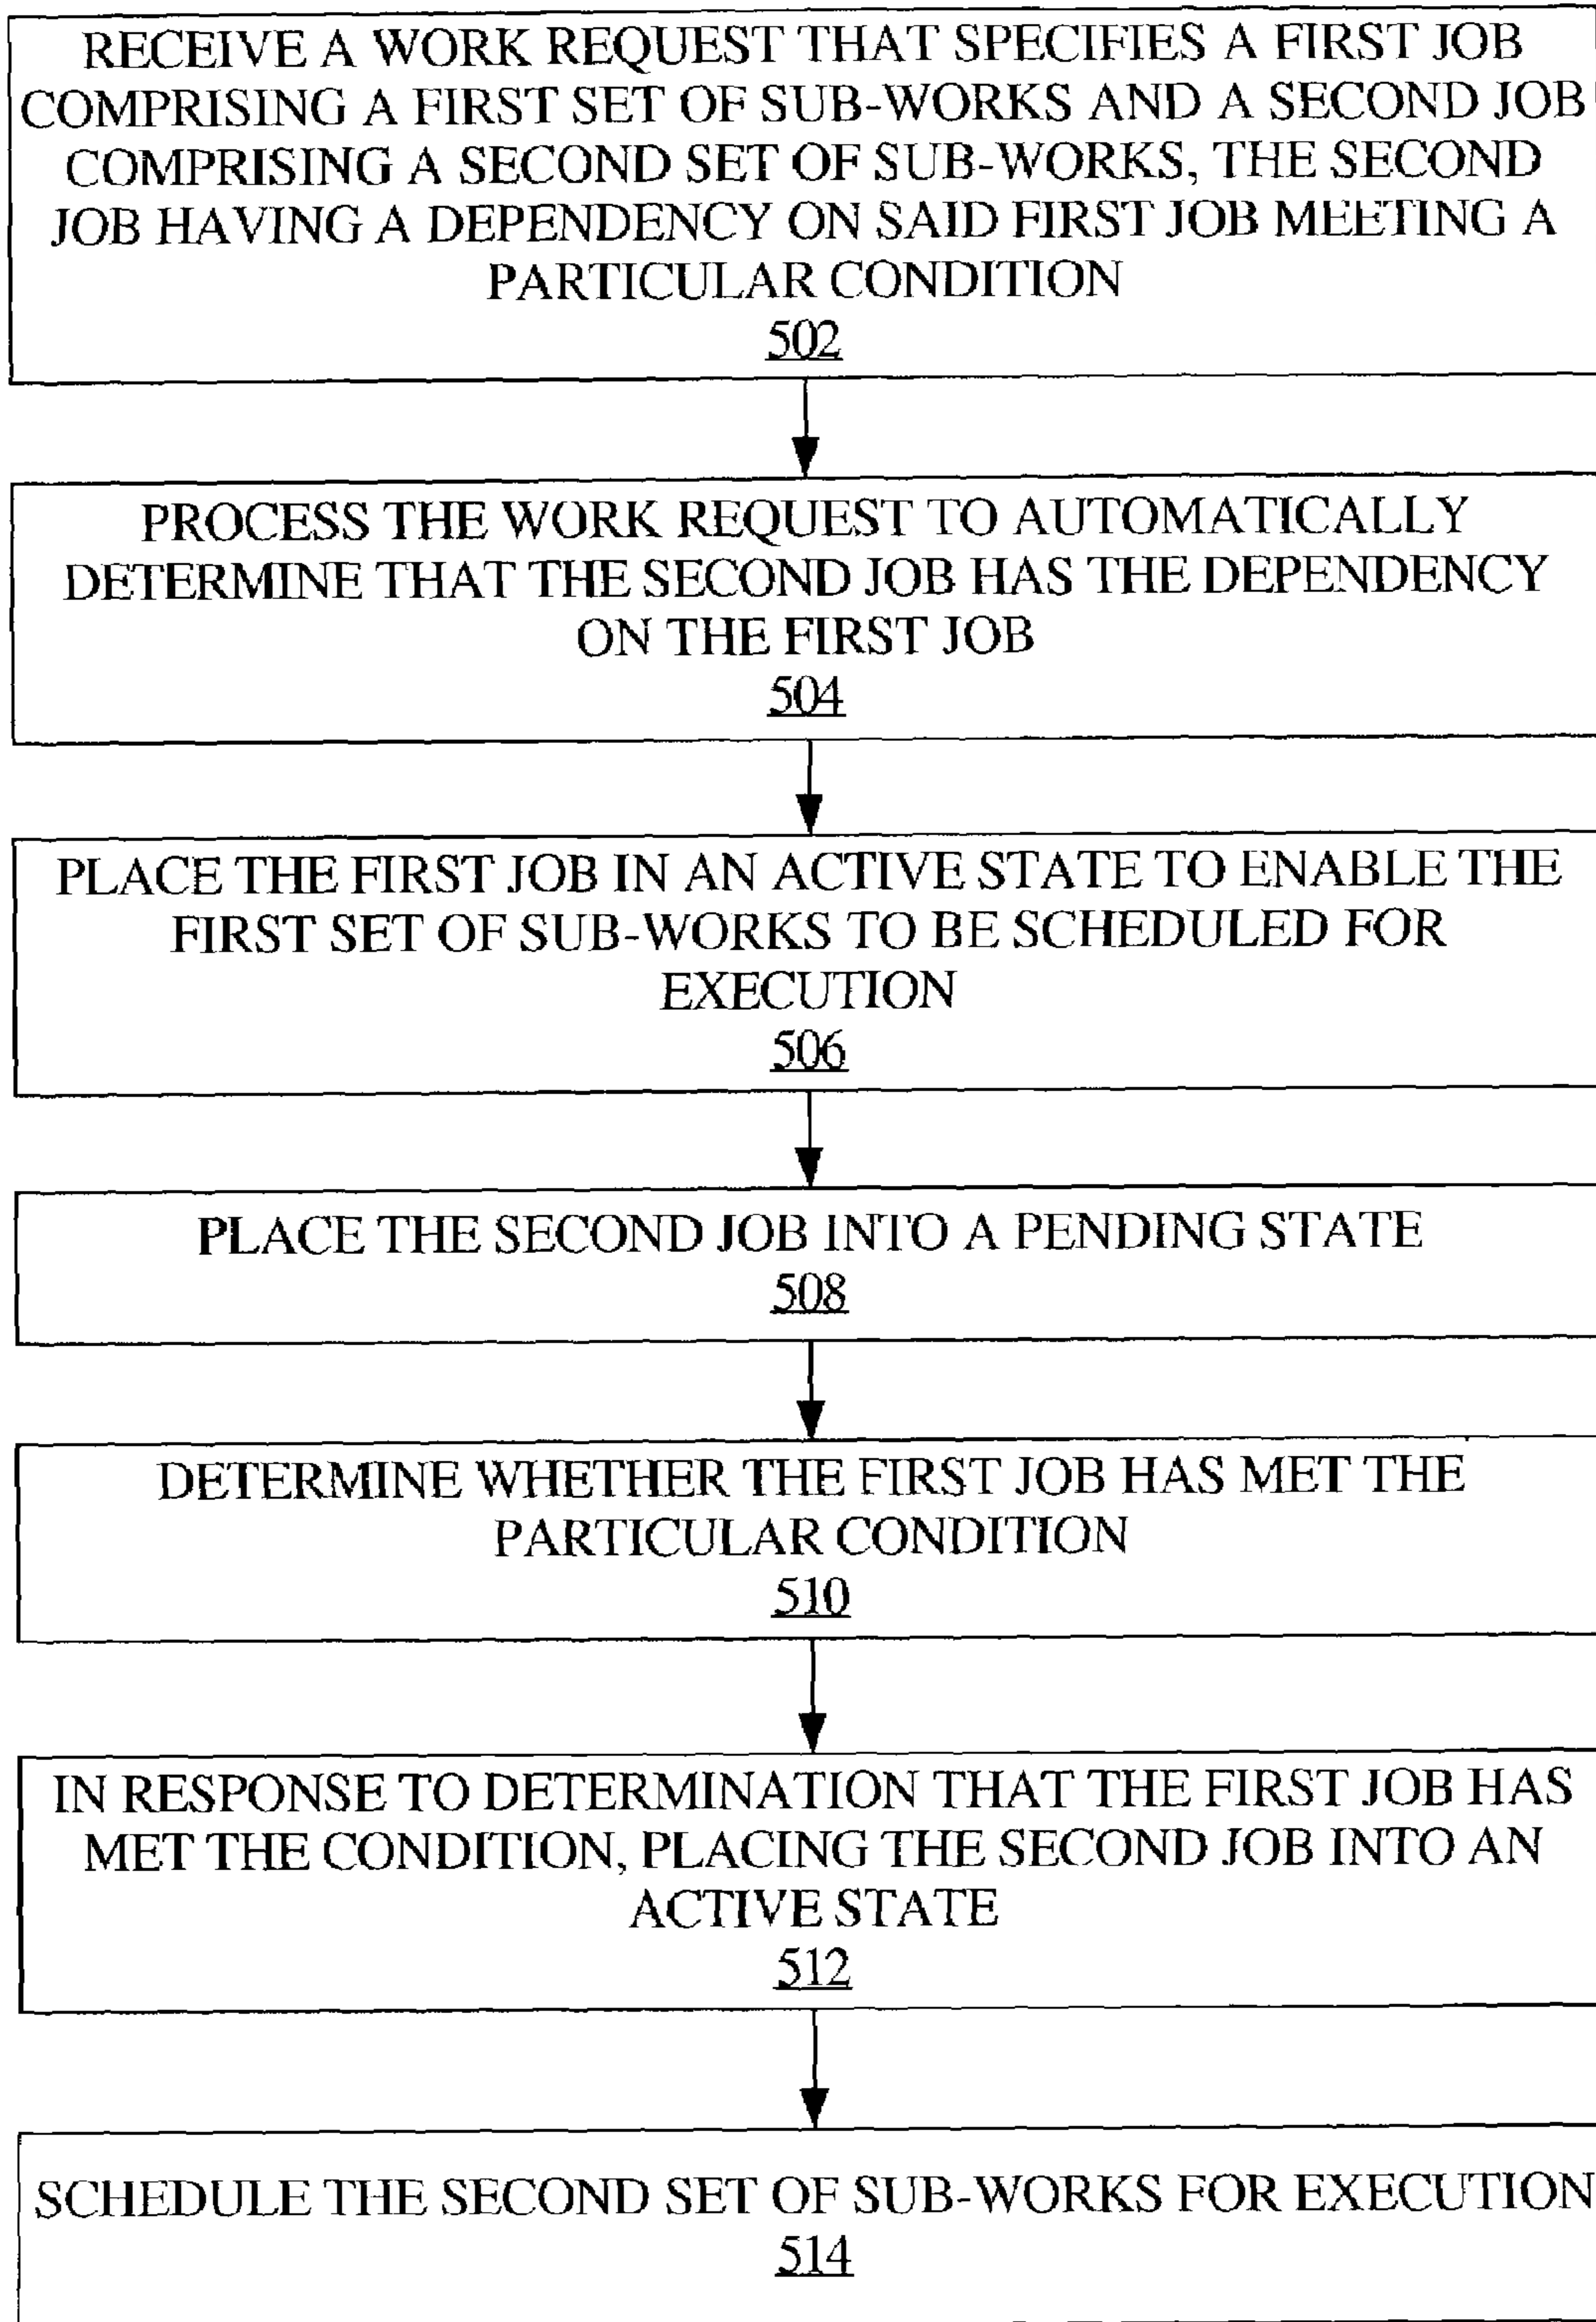 RECEIVE A WORK REQUEST THAT SPECIFIES A FIRST JOB
COMPRISING A FIRST SET OF SUB-WORKS AND A SECOND JOB
COMPRISING A SECOND SET OF SUB-WORKS, THE SECOND
JOB HAVING A DEPENDENCY ON SAID FIRST JOB MEETING A
PARTICULAR CONDITION
502
PROCESS THE WORK REQUEST TO AUTOMATICALLY
DETERMINE THAT THE SECOND JOB HAS THE DEPENDENCY
ON THE FIRST JOB
504
PLACE THE FIRST JOB IN AN ACTIVE STATE TO ENABLE THE
FIRST SET OF SUB-WORKS TO BE SCHEDULED FOR
EXECUTION
506
PLACE THE SECOND JOB INTO A PENDING STATE
508
DETERMINE WHETHER THE FIRST JOB HAS MET THE
PARTICULAR CONDITION
510
IN RESPONSE TO DETERMINATION THAT THE FIRST JOB HAS
MET THE CONDITION, PLACING THE SECOND JOB INTO AN
ACTIVE STATE
512
SCHEDULE THE SECOND SET OF SUB-WORKS FOR EXECUTION
514